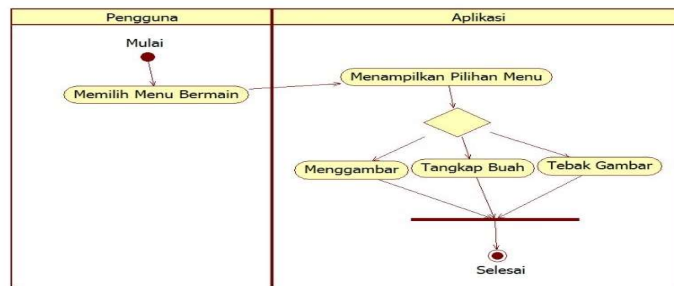 Pengguna
Aplikasi
Mulai
Memilih Menu Bermain
Menampilkan Pilihan Menu
Menggambar
Tangkap Buah
Tebak Gambar
Selesai